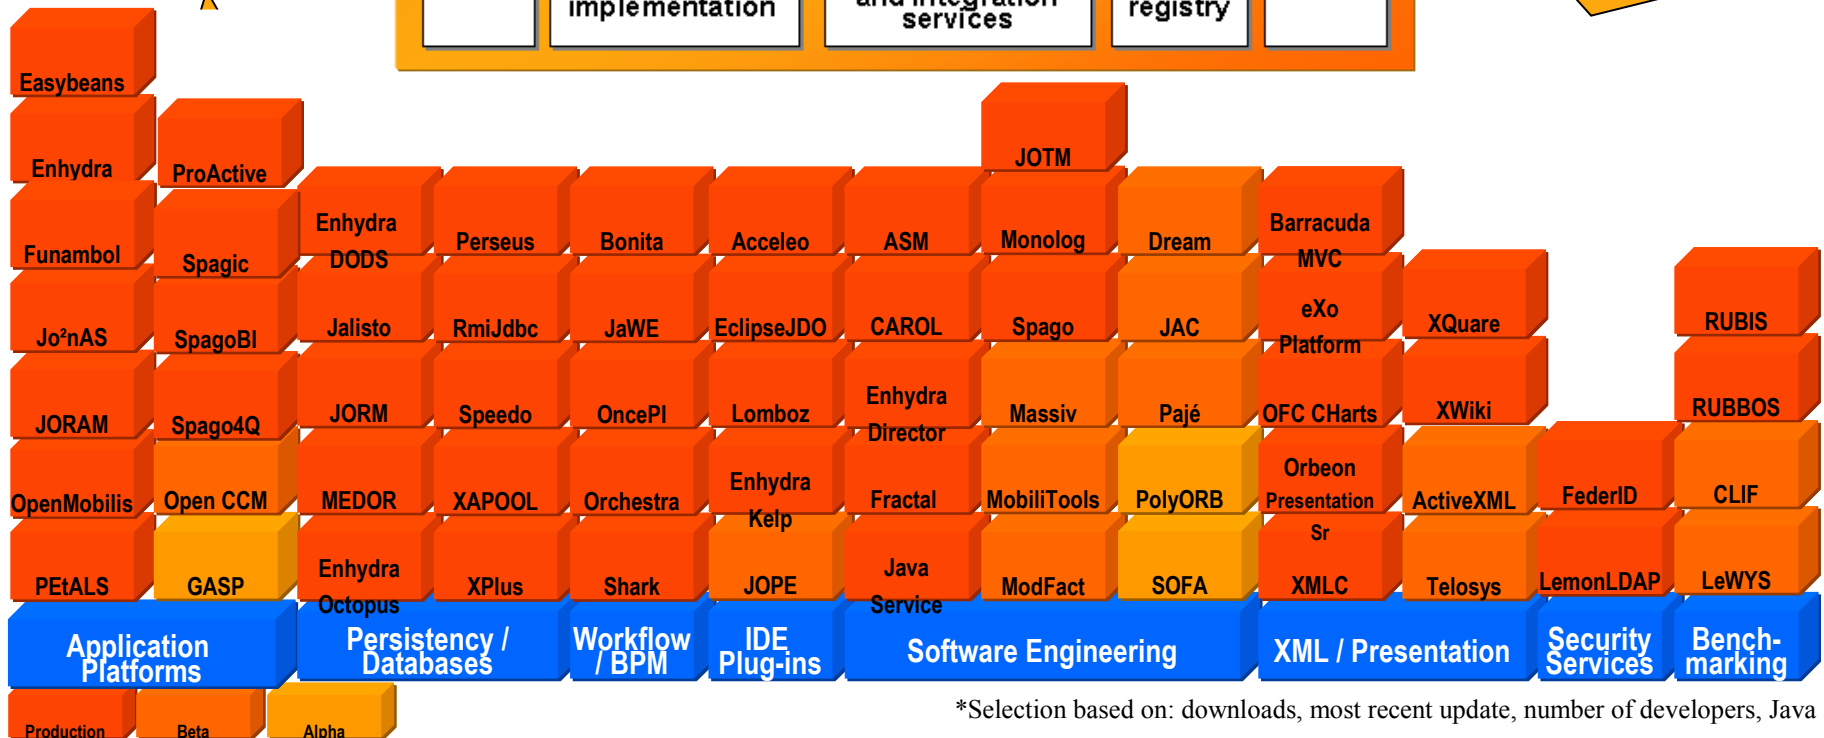 implementation
and integration
services
registry
Easybeans
Enhydra
ProActive
JOTM
Funambol
Spagic
Enhydra
DODS
Perseus
Bonita
Acceleo
ASM
Monolog
Dream
Barracuda
MVC
Jo²nAS
SpagoBI
Jalisto
RmiJdbc
JaWE
EclipseJDO
CAROL
Spago
JAC
eXo
Platform
XQuare
RUBIS
JORAM
Spago4Q
JORM
Speedo
OncePI
Lomboz
Enhydra
Director
Massiv
Pajé
OFC CHarts
XWiki
RUBBOS
OpenMobilis
Open CCM
MEDOR
XAPOOL
Orchestra
Enhydra
Kelp
Fractal
MobiliTools
PolyORB
Orbeon
Presentation
Sr
ActiveXML
FederID
CLIF
PEtALS
GASP
Enhydra
Octopus
XPlus
Shark
JOPE
Java
Service
ModFact
SOFA
XMLC
Telosys
LemonLDAP
LeWYS
Application
Platforms
Persistency /
Databases
Workflow
/ BPM
IDE
Plug-ins
Software Engineering
XML / Presentation
Security
Services
Bench-
marking
Production
Beta
Alpha
*Selection based on: downloads, most recent update, number of developers, Java